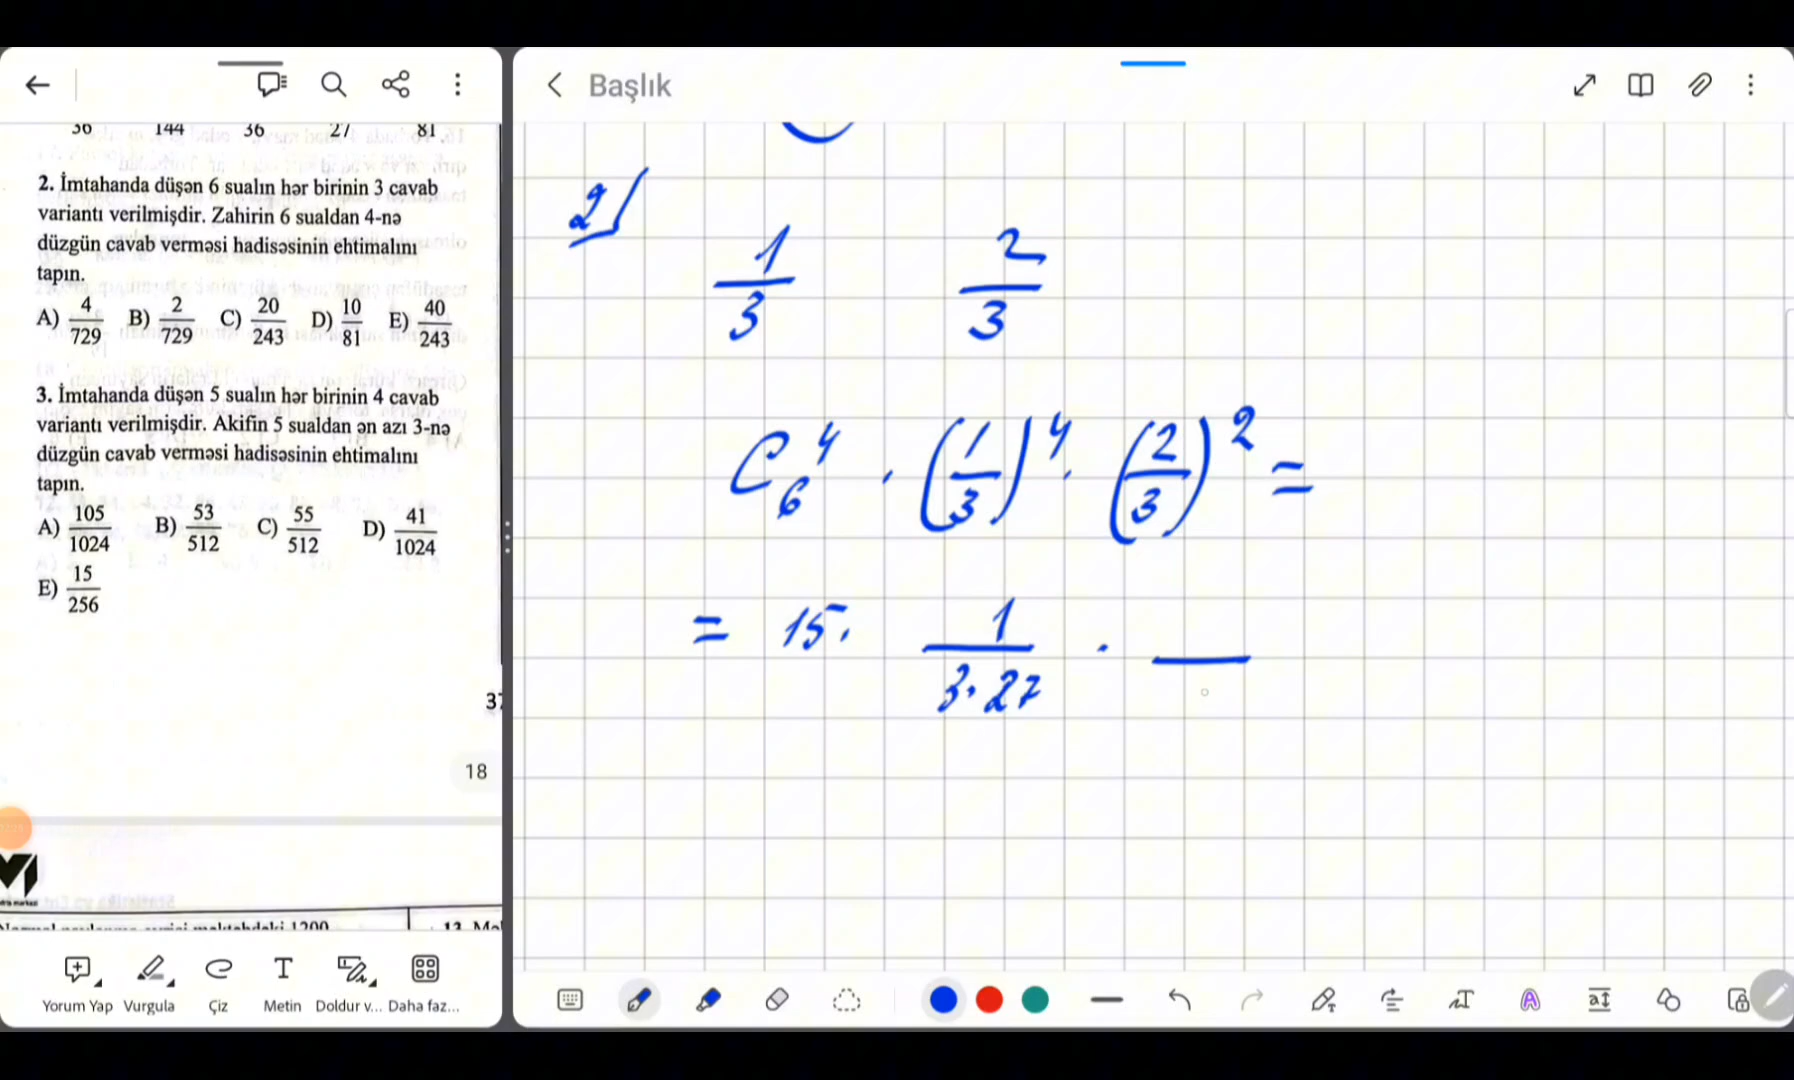 Başlık
36 144 36 27 81
2. İmtahanda düşən 6 sualın hər birinin 3 cavab
variantı verilmişdir. Zahirin 6 sualdan 4-nə
düzgün cavab verməsi hadisəsinin ehtimalını
tapın.
A) 4/729 B) 2/729 C) 20/243 D) 10/81 E) 40/243
3. İmtahanda düşən 5 sualın hər birinin 4 cavab
variantı verilmişdir. Akifin 5 sualdan ən azı 3-nə
düzgün cavab verməsi hadisəsinin ehtimalını
tapın.
A) 105/1024 B) 53/512 C) 55/512 D) 41/1024
E) 15/256
37
18
Yorum Yap Vurgula Çiz Metin Doldur v... Daha faz...
2/
1/3 2/3
C₆⁴ · (1/3)⁴ · (2/3)² =
= 15 · 1/(3·27) ·